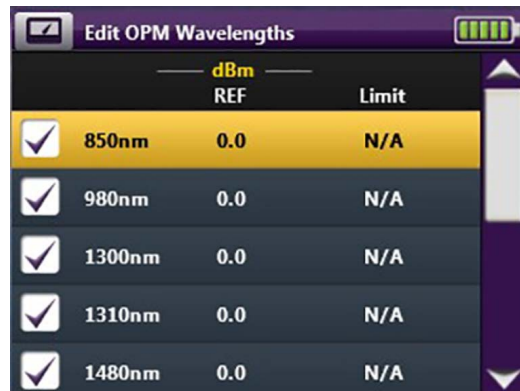 Edit OPM Wavelengths
dBm
REF Limit
850nm 0.0 N/A
980nm 0.0 N/A
1300nm 0.0 N/A
1310nm 0.0 N/A
1480nm 0.0 N/A